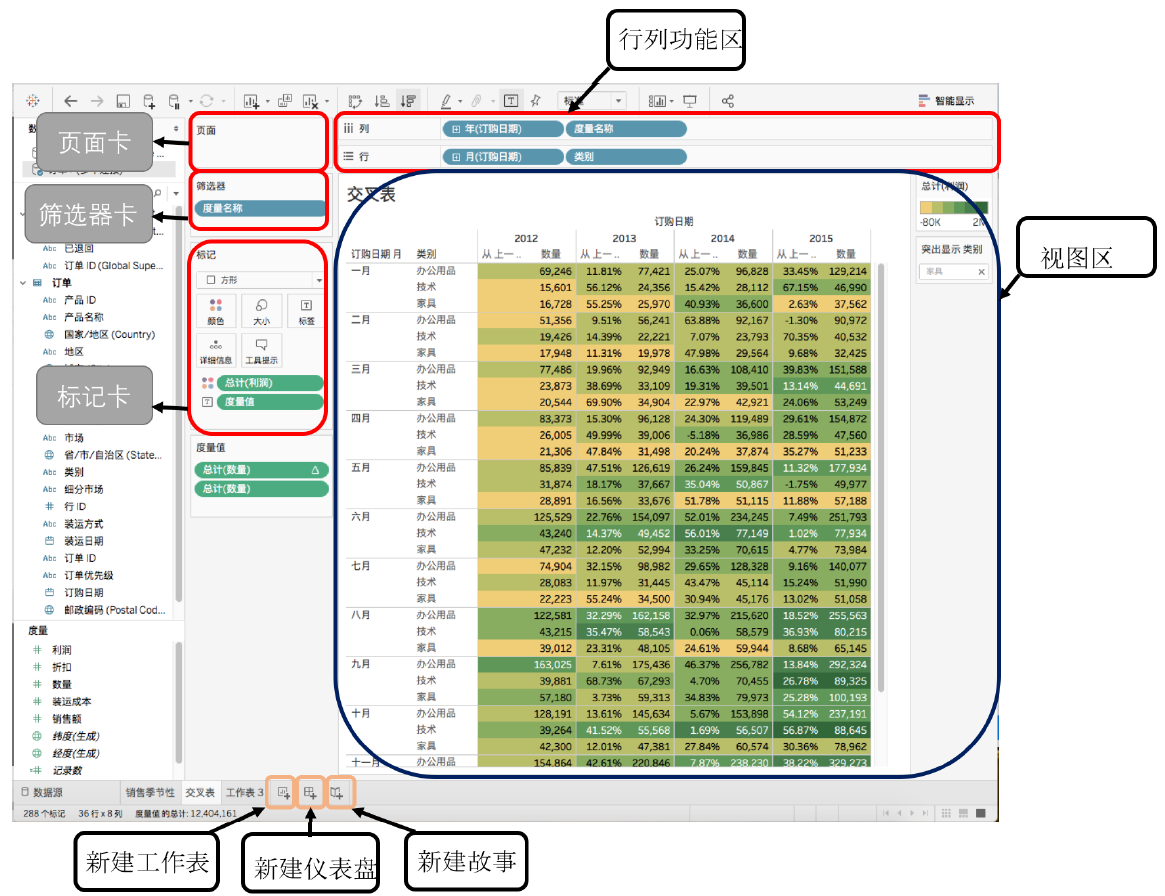 行列功能区
标准
智能显示
页面卡
页面
列 年(订购日期) 度量名称
行 月(订购日期) 类别
筛选器卡
筛选器
度量名称
交叉表
总计(利润)
-80K
突出显示 类别
家具
视图区
已退回
订单 ID (Global Supe...
订单
产品 ID
产品名称
国家/地区 (Country)
地区
标记卡
市场
省/市/自治区 (State...
类别
细分市场
行 ID
装运方式
装运日期
订单 ID
订单优先级
订购日期
邮政编码 (Postal Cod...
度量
利润
折扣
数量
装运成本
销售额
纬度(生成)
经度(生成)
记录数
标记
方形
颜色 大小 标签
详细信息 工具提示
总计(利润)
度量值
度量值
总计(数量) △
总计(数量)
订购日期
2012 2013 2014 2015
订购日期 月 类别 从上一.. 数量 从上一.. 数量 从上一.. 数量 从上一.. 数量
一月 办公用品 69,246 11.81% 77,421 25.07% 96,828 33.45% 129,214
技术 15,601 56.12% 24,356 15.42% 28,112 67.15% 46,990
家具 16,728 55.25% 25,970 40.93% 36,600 2.63% 37,562
二月 办公用品 51,356 9.51% 56,241 63.88% 92,167 -1.30% 90,972
技术 19,426 14.39% 22,221 7.07% 23,793 70.35% 40,532
家具 17,948 11.31% 19,978 47.98% 29,564 9.68% 32,425
三月 办公用品 77,486 19.96% 92,949 16.63% 108,410 39.83% 151,588
技术 23,873 38.69% 33,109 19.31% 39,501 13.14% 44,691
家具 20,544 69.90% 34,904 22.97% 42,921 24.06% 53,249
四月 办公用品 83,373 15.30% 96,128 24.30% 119,489 29.61% 154,872
技术 26,005 49.99% 39,006 -5.18% 36,986 28.59% 47,560
家具 21,306 47.84% 31,498 20.24% 37,874 35.27% 51,233
五月 办公用品 85,839 47.51% 126,619 26.24% 159,845 11.32% 177,934
技术 31,874 18.17% 37,667 35.04% 50,867 -1.75% 49,977
家具 28,891 16.56% 33,676 51.78% 51,115 11.88% 57,188
六月 办公用品 125,529 22.76% 154,097 52.01% 234,245 7.49% 251,793
技术 43,240 14.37% 49,452 56.01% 77,149 1.02% 77,934
家具 47,232 12.20% 52,994 33.25% 70,615 4.77% 73,984
七月 办公用品 74,904 32.15% 98,982 29.65% 128,328 9.16% 140,077
技术 28,083 11.97% 31,445 43.47% 45,114 15.24% 51,990
家具 22,223 55.24% 34,500 30.94% 45,176 13.02% 51,058
八月 办公用品 122,581 32.29% 162,158 32.97% 215,620 18.52% 255,563
技术 43,215 35.47% 58,543 0.06% 58,579 36.93% 80,215
家具 39,012 23.31% 48,105 24.61% 59,944 8.68% 65,145
九月 办公用品 163,025 7.61% 175,436 46.37% 256,782 13.84% 292,324
技术 39,881 68.73% 67,293 4.70% 70,455 26.78% 89,325
家具 57,180 3.73% 59,313 34.83% 79,973 25.28% 100,193
十月 办公用品 128,191 13.61% 145,634 5.67% 153,898 54.12% 237,191
技术 39,264 41.52% 55,568 1.69% 56,507 56.87% 88,645
家具 42,300 12.01% 47,381 27.84% 60,574 30.36% 78,962
十一月 办公用品 154,864 42.61% 220,846 7.87% 238,230 38.22% 329,273
数据源 销售季节性 交叉表 工作表 3
288 个标记 36 行 x 8 列 度量值 的总计: 12,404,161
新建工作表
新建仪表盘
新建故事